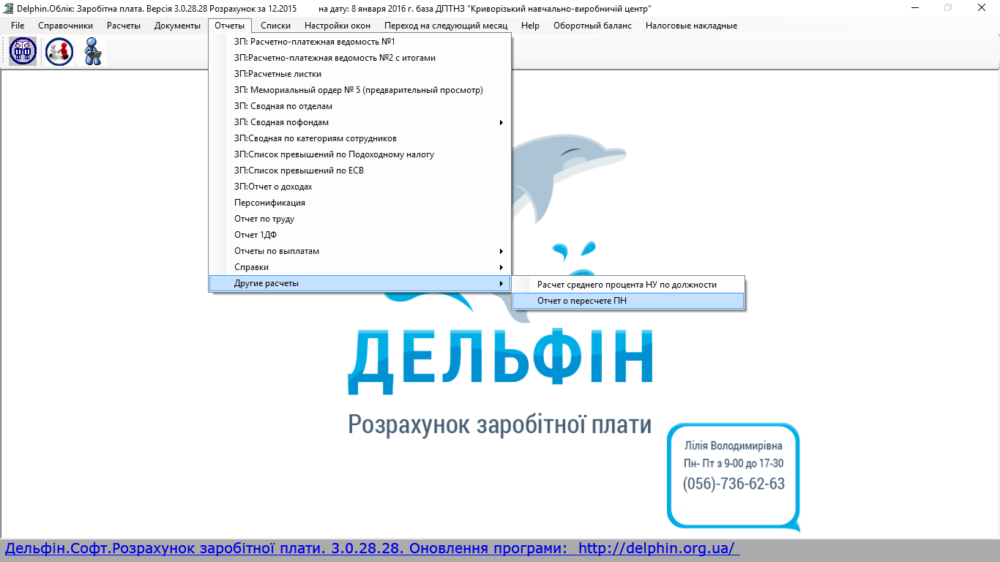 Delphin.Облік: Заробітна плата. Версія 3.0.28.28 Розрахунок за 12.2015 на дату: 8 января 2016 г. база ДПТНЗ "Криворізький навчально-виробничій центр"
File Справочники Расчеты Документы Отчеты Списки Настройки окон Переход на следующий месяц Help Оборотный баланс Налоговые накладные
ЗП: Расчетно-платежная ведомость №1
ЗП:Расчетно-платежная ведомость №2 с итогами
ЗП:Расчетные листки
ЗП: Мемориальный ордер № 5 (предварительный просмотр)
ЗП: Сводная по отделам
ЗП: Сводная пофондам
ЗП:Сводная по категориям сотрудников
ЗП:Список превышений по Подоходному налогу
ЗП:Список превышений по ЕСВ
ЗП:Отчет о доходах
Персонификация
Отчет по труду
Отчет 1ДФ
Отчеты по выплатам
Справки
Другие расчеты
Расчет среднего процента НУ по должности
Отчет о пересчете ПН
ДЕЛЬФІН
Розрахунок заробітної плати
Лілія Володимирівна
Пн- Пт з 9-00 до 17-30
(056)-736-62-63
Дельфін.Софт.Розрахунок заробітної плати. 3.0.28.28. Оновлення програми: http://delphin.org.ua/